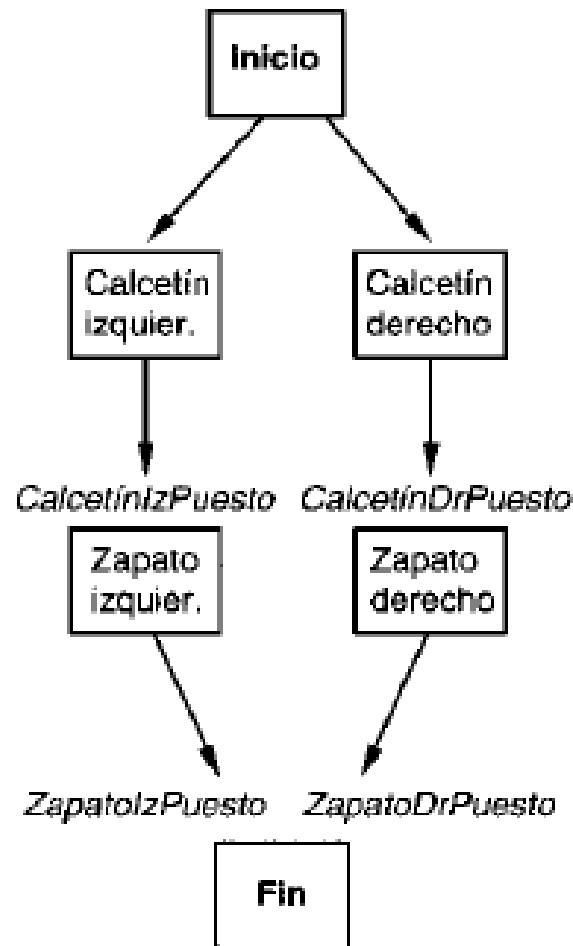 Inicio
Calcetín
izquier.
Calcetín
derecho
CalcetínIzPuesto
CalcetínDrPuesto
Zapato
izquier.
Zapato
derecho
ZapatoIzPuesto
ZapatoDrPuesto
Fin